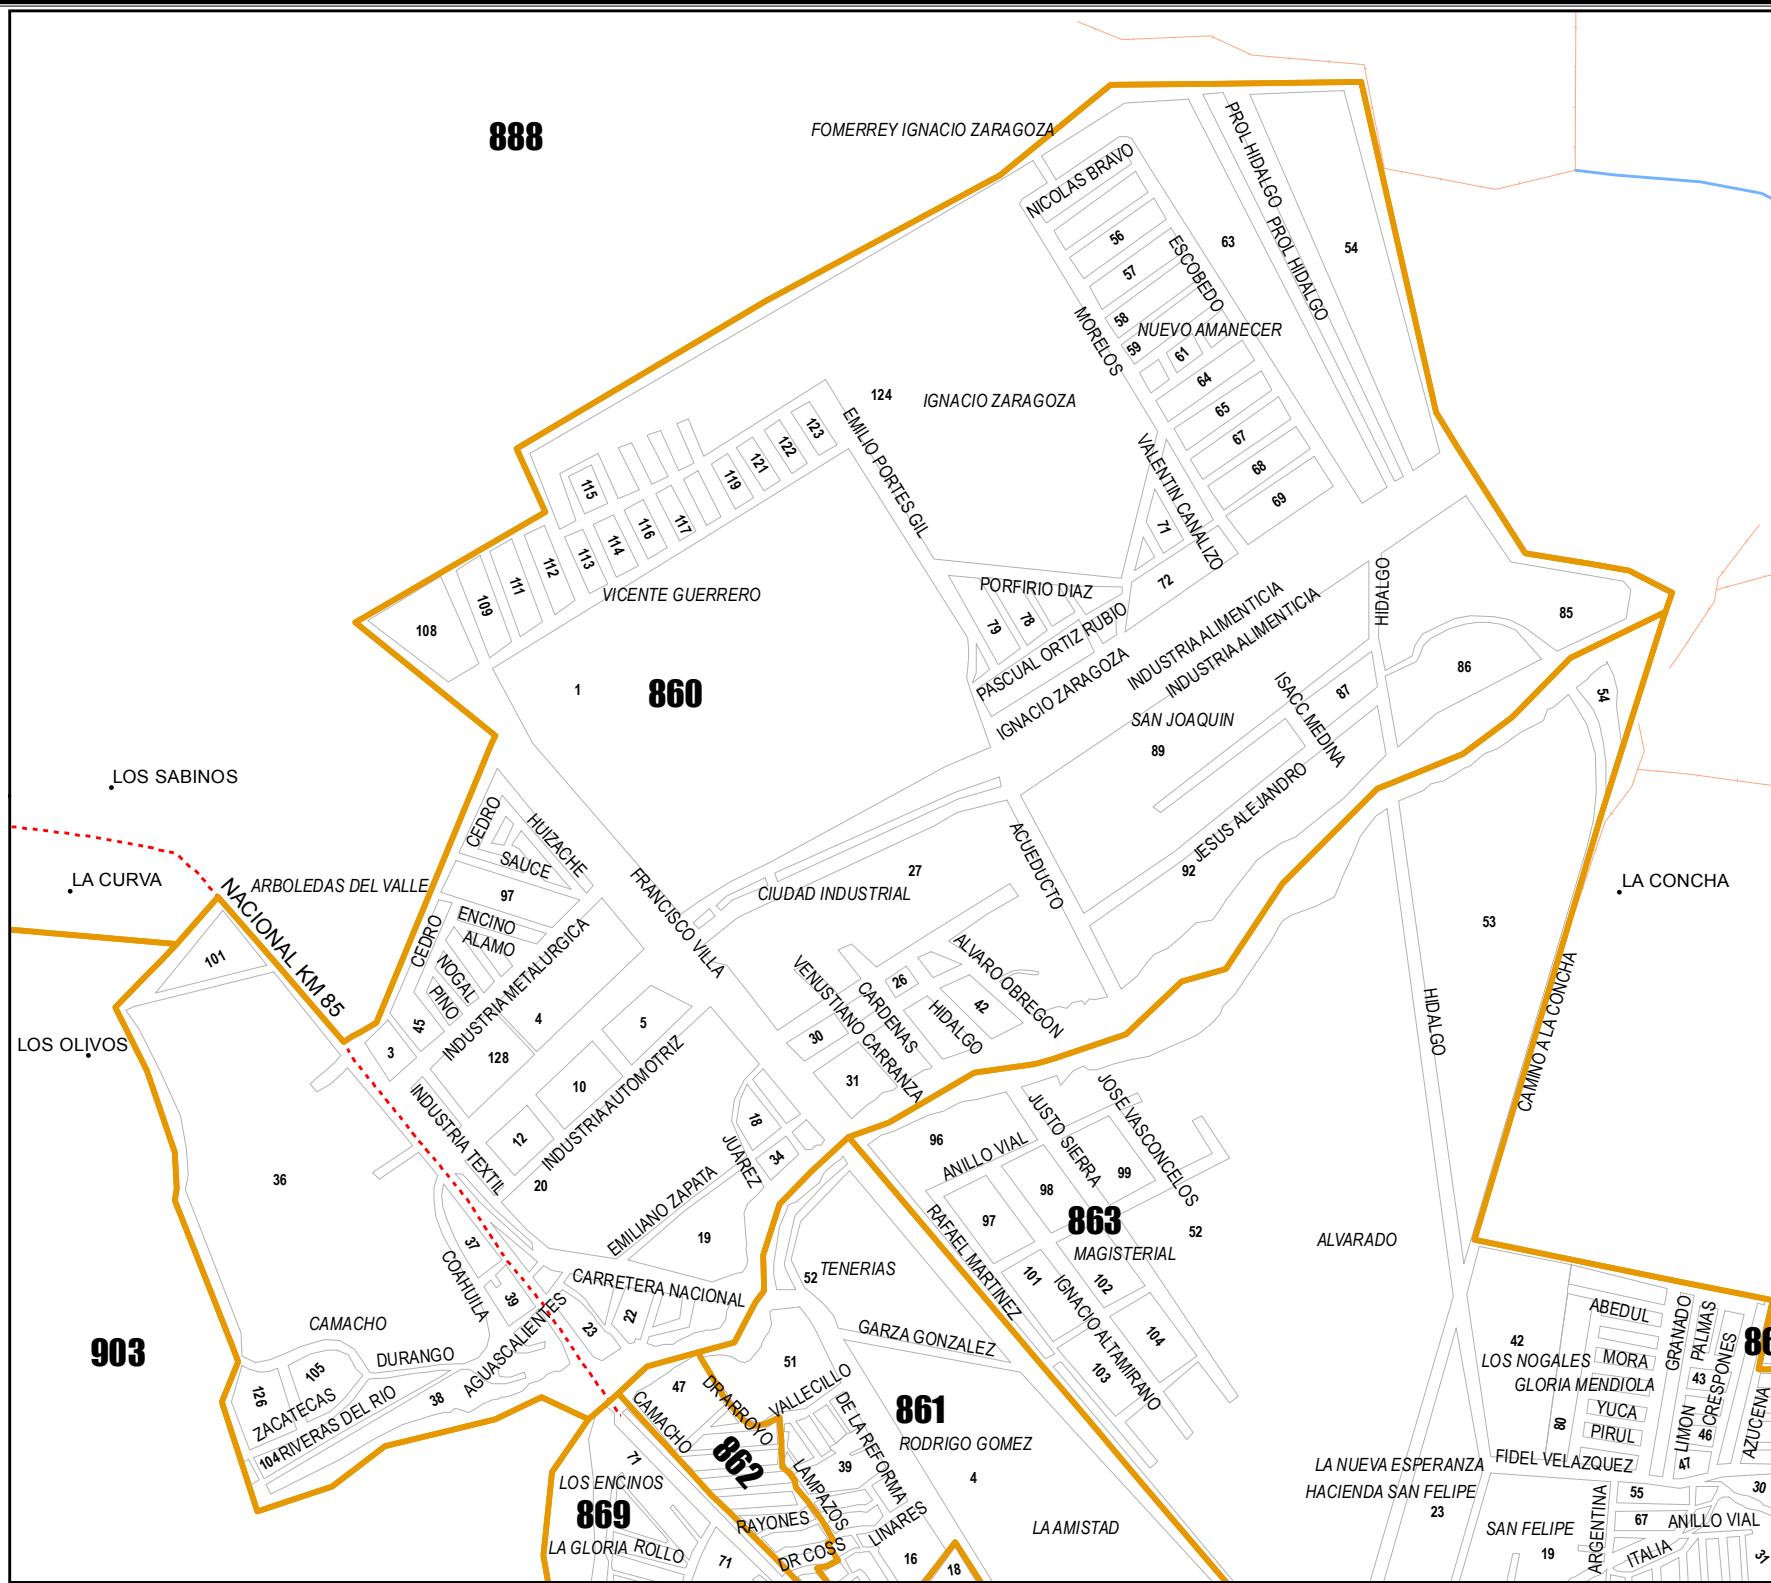 888
FOMERREY IGNACIO ZARAGOZA
NICOLAS BRAVO
PROL HIDALGO
PROL HIDALGO
63
54
56
57
58
59
61
64
65
67
68
69
ESCOBEDO
NUEVO AMANECER
MORELOS
124
IGNACIO ZARAGOZA
EMILIO PORTES GIL
VALENTIN CANALIZO
71
72
123
122
121
119
117
116
115
114
113
112
111
109
108
VICENTE GUERRERO
PORFIRIO DIAZ
79
78
PASCUAL ORTIZ RUBIO
IGNACIO ZARAGOZA
INDUSTRIA ALIMENTICIA
INDUSTRIA ALIMENTICIA
HIDALGO
85
86
87
ISACC MEDINA
SAN JOAQUIN
89
JESUS ALEJANDRO
92
54
1
860
LOS SABINOS
LA CURVA
LOS OLIVOS
ARBOLEDAS DEL VALLE
NACIONAL KM 85
CEDRO
HUIZACHE
SAUCE
97
ENCINO
ALAMO
CEDRO
NOGAL
PINO
45
3
101
INDUSTRIA METALURGICA
FRANCISCO VILLA
CIUDAD INDUSTRIAL
27
ACUEDUCTO
4
5
128
10
12
INDUSTRIA AUTOMOTRIZ
INDUSTRIA TEXTIL
20
VENUSTIANO CARRANZA
CARDENAS
26
HIDALGO
42
ALVARO OBREGON
30
31
18
34
JUAREZ
EMILIANO ZAPATA
19
36
37
39
COAHUILA
CARRETERA NACIONAL
22
23
AGUASCALIENTES
CAMACHO
DURANGO
105
126
ZACATECAS
RIVERAS DEL RIO
104
38
903
LA CONCHA
53
CAMINO A LA CONCHA
HIDALGO
96
ANILLO VIAL
JUSTO SIERRA
JOSE VASCONCELOS
99
98
97
863
MAGISTERIAL
52
101
102
103
104
RAFAEL MARTINEZ
IGNACIO ALTAMIRANO
ALVARADO
52
TENERIAS
GARZA GONZALEZ
51
VALLECILLO
DR ARROYO
47
CAMACHO
862
861
RODRIGO GOMEZ
4
DE LA REFORMA
39
LAMPAZOS
LINARES
RAYONES
DR COSS
16
18
LA AMISTAD
71
LOS ENCINOS
869
LA GLORIA
ROLLO
71
42
LOS NOGALES
GLORIA MENDIOLA
ABEDUL
MORA
YUCA
PIRUL
80
GRANADO
PALMAS
CRESPONES
LIMON
43
46
47
AZUCENA
86
FIDEL VELAZQUEZ
LA NUEVA ESPERANZA
HACIENDA SAN FELIPE
23
SAN FELIPE
19
ARGENTINA
55
67
ANILLO VIAL
ITALIA
30
31